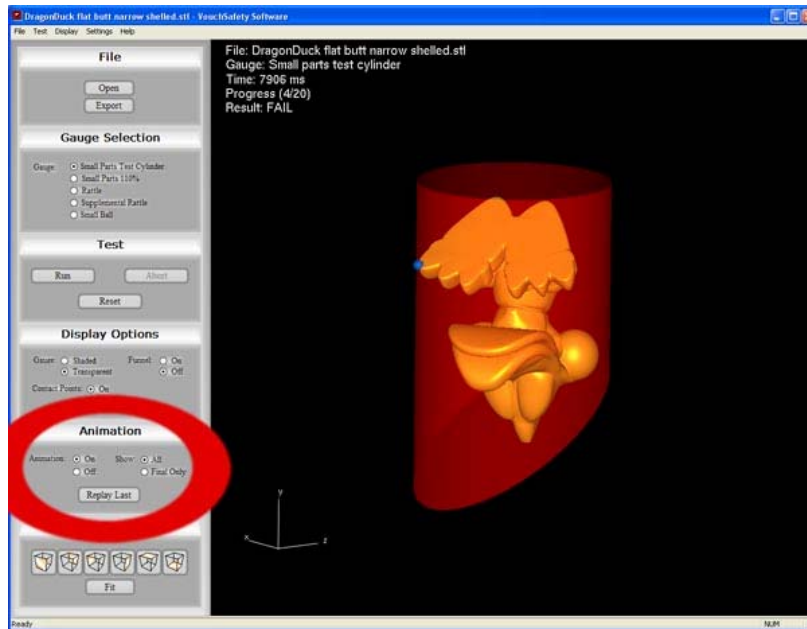 DragonDuck flat butt narrow shelled.stl - VouchSafety Software
File Test Display Settings Help
File
Open
Export
Gauge Selection
Gauge: Small Parts Test Cylinder
Small Parts 110%
Rattle
Supplemental Rattle
Small Ball
Test
Run Abort
Reset
Display Options
Gauge: Shaded Funnel: On
Transparent Off
Contact Points: On
Animation
Animation: On Show: All
Off Final Only
Replay Last
Fit
File: DragonDuck flat butt narrow shelled.stl
Gauge: Small parts test cylinder
Time: 7906 ms
Progress (4/20)
Result: FAIL
y
x z
Ready NUM